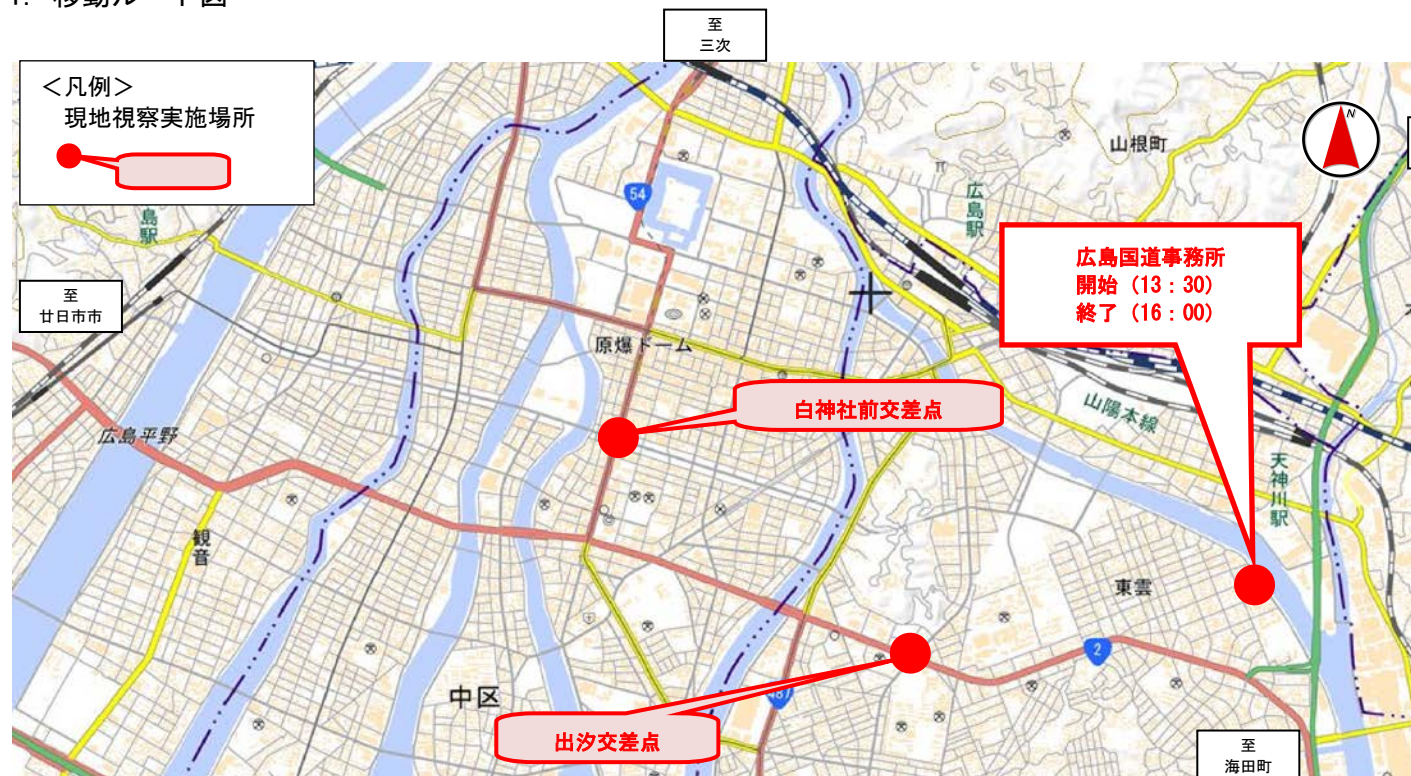 至
三次
<凡例>
現地視察実施場所
54
山根町
島駅
広島駅
広島国道事務所
開始(13:30)
終了(16:00)
至
廿日市市
原爆ドーム
白神社前交差点
山陽本線
広島平野
天神川駅
観音
東雲
2
中区
出汐交差点
至
海田町
N